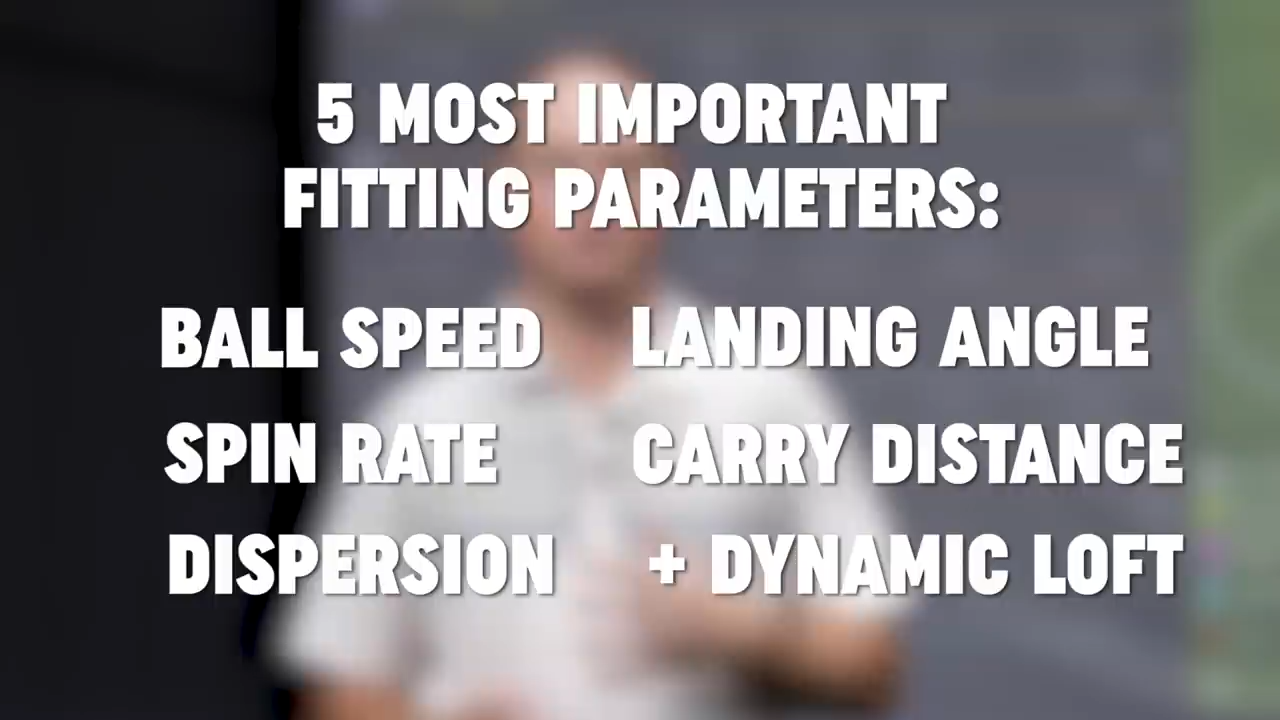 5 MOST IMPORTANT
FITTING PARAMETERS:
BALL SPEED
LANDING ANGLE
SPIN RATE
CARRY DISTANCE
DISPERSION
+ DYNAMIC LOFT